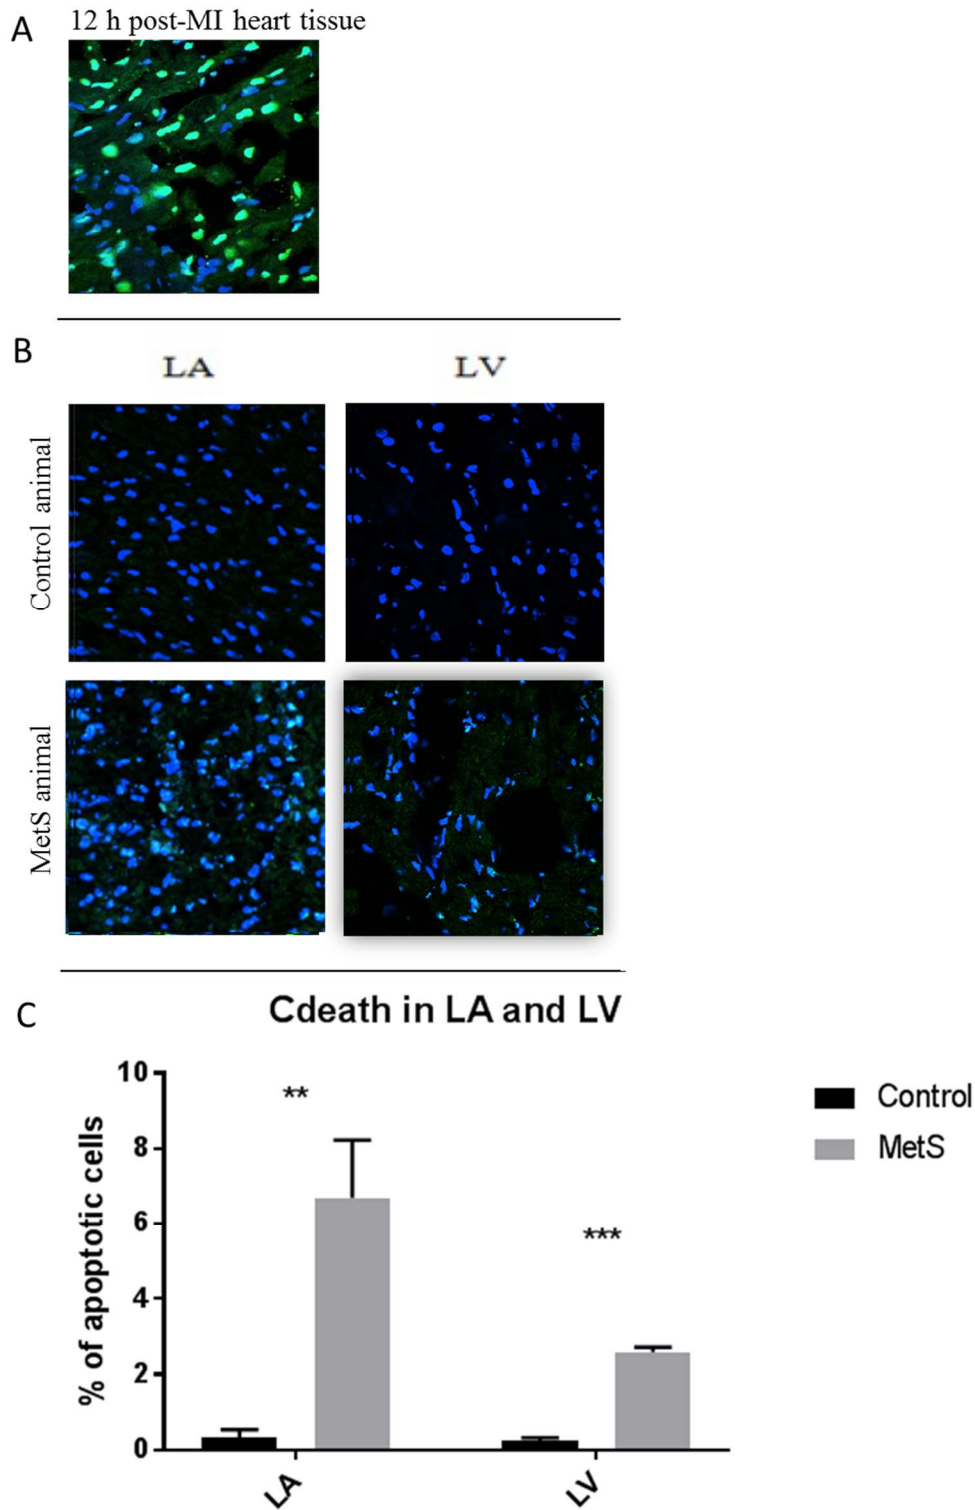 A
12 h post-MI heart tissue
B
LA
LV
Control animal
MetS animal
C
Cdeath in LA and LV
% of apoptotic cells
10
8
6
4
2
0
**
***
LA
LV
Control
MetS